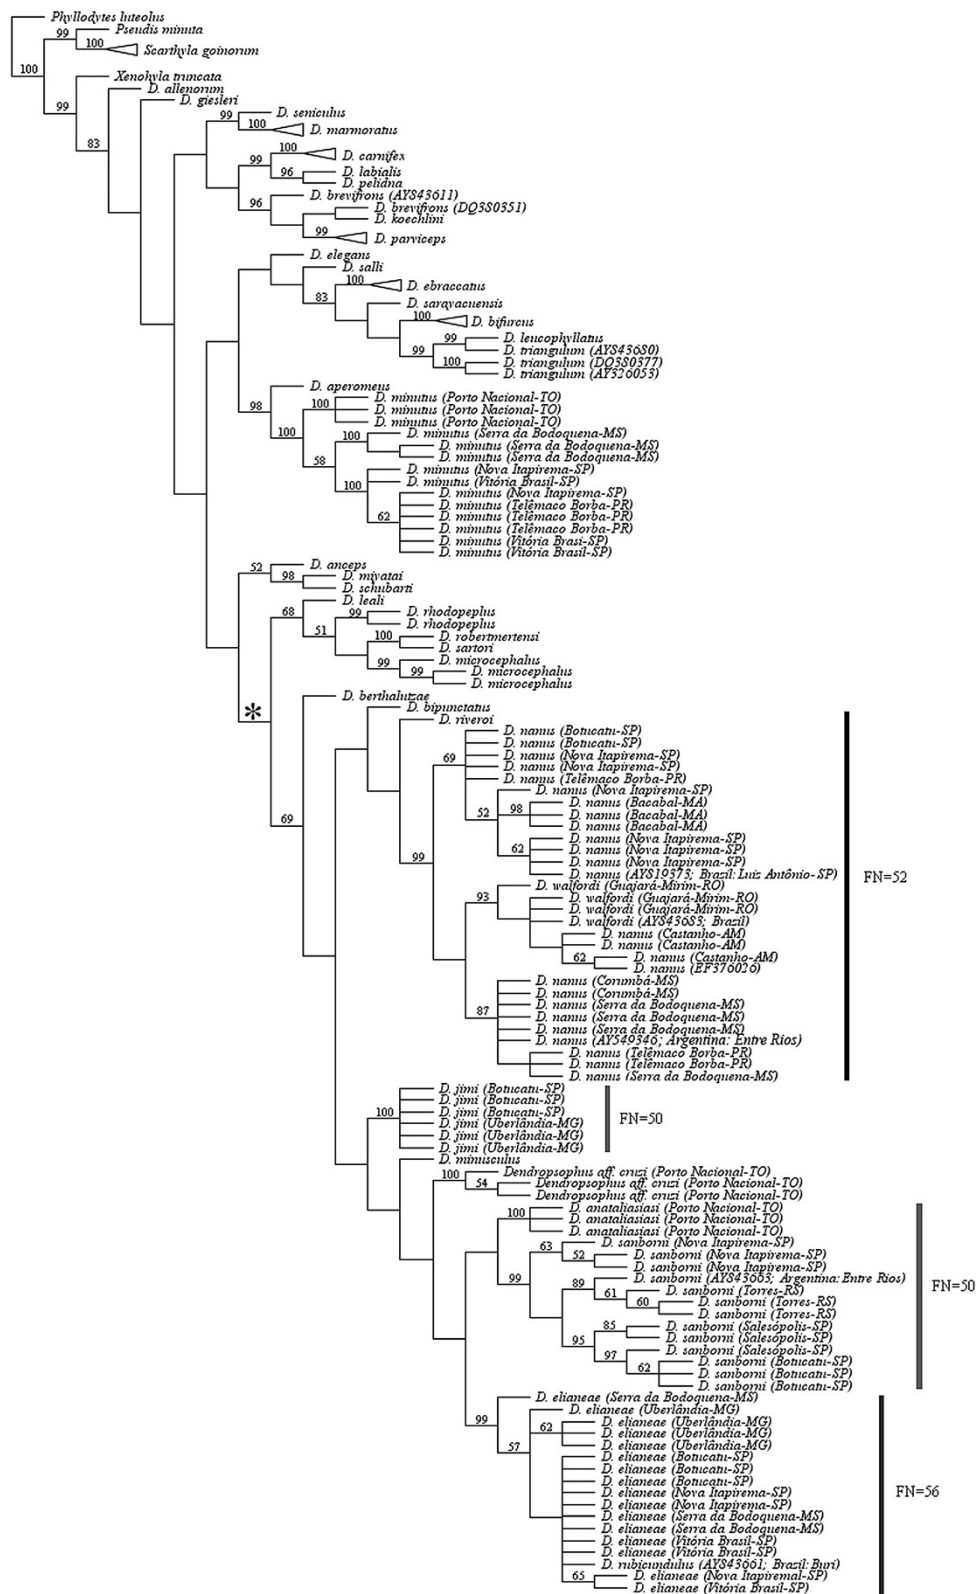 Phyllodytes luteolus
99 Pseudis minuta
100 Scarthyla goinorum
100
Xenohyla truncata
D. allenorum
99 D. giesleri
99 D. seniculus
100 D. marmoratus
83
100 D. carnifex
99
96 D. labialis
D. pelidna
D. brevifrons (AY843611)
96 D. brevifrons (DQ380351)
D. koechlini
99 D. parviceps
D. elegans
D. salli
100 D. ebraccatus
83 D. sarayacuensis
100 D. bifurcus
99 D. leucophyllatus
99 D. triangulum (AY843680)
100 D. triangulum (DQ380377)
D. triangulum (AY326053)
D. aperomeus
98 100 D. minutus (Porto Nacional-TO)
D. minutus (Porto Nacional-TO)
D. minutus (Porto Nacional-TO)
100 100 D. minutus (Serra da Bodoquena-MS)
D. minutus (Serra da Bodoquena-MS)
58 D. minutus (Serra da Bodoquena-MS)
D. minutus (Nova Itapirema-SP)
100 D. minutus (Vitória Brasil-SP)
D. minutus (Nova Itapirema-SP)
D. minutus (Telêmaco Borba-PR)
62 D. minutus (Telêmaco Borba-PR)
D. minutus (Telêmaco Borba-PR)
D. minutus (Vitória Brasi-SP)
D. minutus (Vitória Brasil-SP)
52 D. anceps
98 D. miyatai
D. schubarti
68 D. leali
99 D. rhodopeplus
51 D. rhodopeplus
100 D. robertmertensi
D. sartori
99 D. microcephalus
99 D. microcephalus
D. microcephalus
*
D. berthalutzae
D. bipunctatus
D. riveroi
69
D. nanus (Botucatu-SP)
D. nanus (Botucatu-SP)
D. nanus (Nova Itapirema-SP)
69 D. nanus (Nova Itapirema-SP)
D. nanus (Telêmaco Borba-PR)
D. nanus (Nova Itapirema-SP)
52 98 D. nanus (Bacabal-MA)
D. nanus (Bacabal-MA)
D. nanus (Bacabal-MA)
D. nanus (Nova Itapirema-SP)
62 D. nanus (Nova Itapirema-SP)
D. nanus (Nova Itapirema-SP)
99 D. nanus (AY819373; Brazil: Luiz Antônio-SP)
FN=52
93 D. walfordi (Guajará-Mirim-RO)
D. walfordi (Guajará-Mirim-RO)
D. walfordi (Guajará-Mirim-RO)
D. walfordi (AY843683; Brazil)
D. nanus (Castanho-AM)
D. nanus (Castanho-AM)
62 D. nanus (Castanho-AM)
D. nanus (EF376026)
D. nanus (Corumbá-MS)
D. nanus (Corumbá-MS)
D. nanus (Serra da Bodoquena-MS)
87 D. nanus (Serra da Bodoquena-MS)
D. nanus (Serra da Bodoquena-MS)
D. nanus (AY549346; Argentina: Entre Rios)
D. nanus (Telêmaco Borba-PR)
D. nanus (Telêmaco Borba-PR)
D. nanus (Serra da Bodoquena-MS)
D. jimi (Botucatu-SP)
D. jimi (Botucatu-SP)
100 D. jimi (Botucatu-SP)
D. jimi (Uberlândia-MG)
D. jimi (Uberlândia-MG)
D. jimi (Uberlândia-MG)
FN=50
D. minusculus
100 Dendropsophus aff. cruzi (Porto Nacional-TO)
54 Dendropsophus aff. cruzi (Porto Nacional-TO)
Dendropsophus aff. cruzi (Porto Nacional-TO)
100 D. anataliasiasi (Porto Nacional-TO)
D. anataliasiasi (Porto Nacional-TO)
D. anataliasiasi (Porto Nacional-TO)
63 D. sanborni (Nova Itapirema-SP)
52 D. sanborni (Nova Itapirema-SP)
D. sanborni (Nova Itapirema-SP)
99 89 D. sanborni (AY843663; Argentina: Entre Rios)
61 D. sanborni (Torres-RS)
60 D. sanborni (Torres-RS)
D. sanborni (Torres-RS)
85 D. sanborni (Salesópolis-SP)
95 D. sanborni (Salesópolis-SP)
97 D. sanborni (Salesópolis-SP)
62 D. sanborni (Botucatu-SP)
D. sanborni (Botucatu-SP)
D. sanborni (Botucatu-SP)
FN=50
99 D. elianeae (Serra da Bodoquena-MS)
D. elianeae (Uberlândia-MG)
62 D. elianeae (Uberlândia-MG)
57 D. elianeae (Uberlândia-MG)
D. elianeae (Uberlândia-MG)
D. elianeae (Botucatu-SP)
D. elianeae (Botucatu-SP)
D. elianeae (Botucatu-SP)
D. elianeae (Nova Itapirema-SP)
D. elianeae (Nova Itapirema-SP)
D. elianeae (Serra da Bodoquena-MS)
D. elianeae (Serra da Bodoquena-MS)
D. elianeae (Vitória Brasil-SP)
D. elianeae (Vitória Brasil-SP)
D. rubicundulus (AY843661; Brazil: Buri)
65 D. elianeae (Nova Itapiremal-SP)
D. elianeae (Vitória Brasil-SP)
FN=56